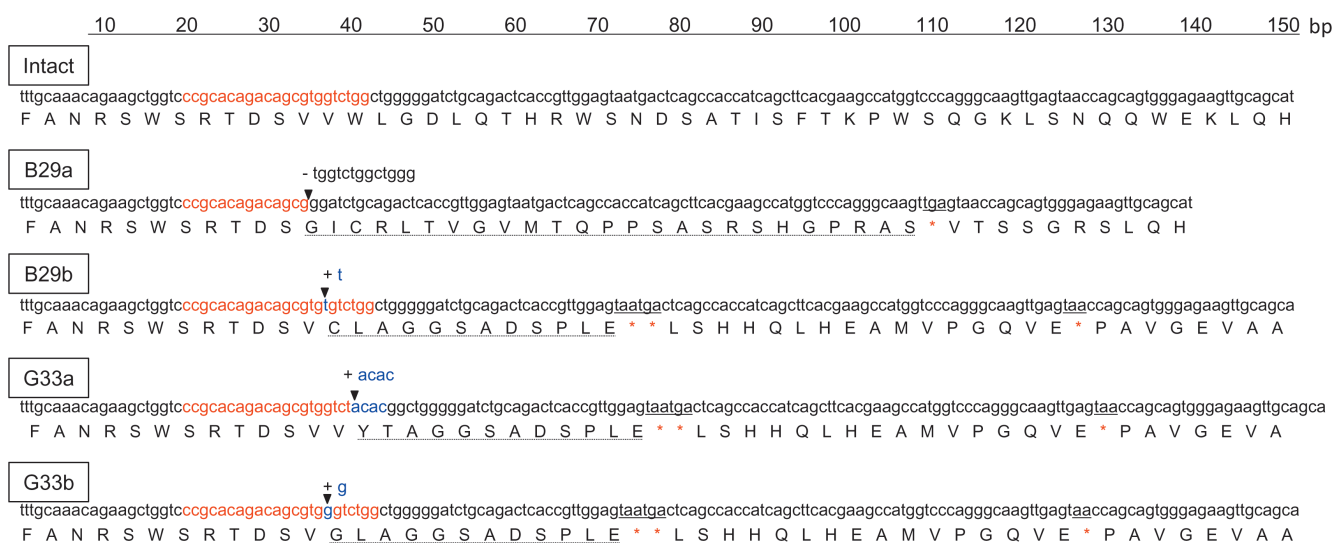 10 20 30 40 50 60 70 80 90 100 110 120 130 140 150 bp
Intact
tttgcaaacagaagctggtcccgcacagacagcgtggtctggctgggggatctgcagactcaccgttggagtaatgactcagccaccatcagcttcacgaagccatggtcccagggcaagttgagtaaccagcagtgggagaagttgcagcat
F A N R S W S R T D S V V W L G D L Q T H R W S N D S A T I S F T K P W S Q G K L S N Q Q W E K L Q H
B29a
- tggtctggctggg
tttgcaaacagaagctggtcccgcacagacagcgggatctgcagactcaccgttggagtaatgactcagccaccatcagcttcacgaagccatggtcccagggcaagttgagtaaccagcagtgggagaagttgcagcat
F A N R S W S R T D S G I C R L T V G V M T Q P P S A S R S H G P R A S * V T S S G R S L Q H
B29b
+ t
tttgcaaacagaagctggtcccgcacagacagcgtgtgtctggctgggggatctgcagactcaccgttggagtaatgactcagccaccatcagcttcacgaagccatggtcccagggcaagttgagtaaccagcagtgggagaagttgcagca
F A N R S W S R T D S V C L A G G S A D S P L E * * L S H H Q L H E A M V P G Q V E * P A V G E V A A
G33a
+ acac
tttgcaaacagaagctggtcccgcacagacagcgtggtctacacggctgggggatctgcagactcaccgttggagtaatgactcagccaccatcagcttcacgaagccatggtcccagggcaagttgagtaaccagcagtgggagaagttgcagca
F A N R S W S R T D S V V Y T A G G S A D S P L E * * L S H H Q L H E A M V P G Q V E * P A V G E V A
G33b
+ g
tttgcaaacagaagctggtcccgcacagacagcgtgggtctggctgggggatctgcagactcaccgttggagtaatgactcagccaccatcagcttcacgaagccatggtcccagggcaagttgagtaaccagcagtgggagaagttgcagca
F A N R S W S R T D S V G L A G G S A D S P L E * * L S H H Q L H E A M V P G Q V E * P A V G E V A A